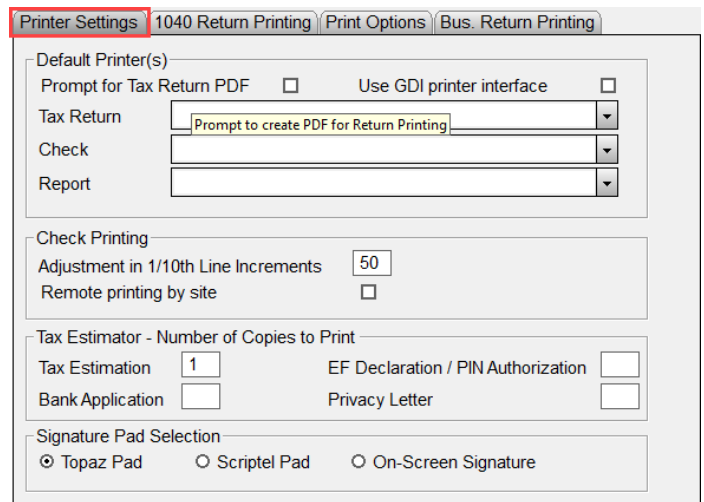 Printer Settings 1040 Return Printing Print Options Bus. Return Printing
Default Printer(s)
Prompt for Tax Return PDF Use GDI printer interface
Tax Return
Prompt to create PDF for Return Printing
Check
Report
Check Printing
Adjustment in 1/10th Line Increments 50
Remote printing by site
Tax Estimator - Number of Copies to Print
Tax Estimation 1 EF Declaration / PIN Authorization
Bank Application Privacy Letter
Signature Pad Selection
Topaz Pad Scriptel Pad On-Screen Signature